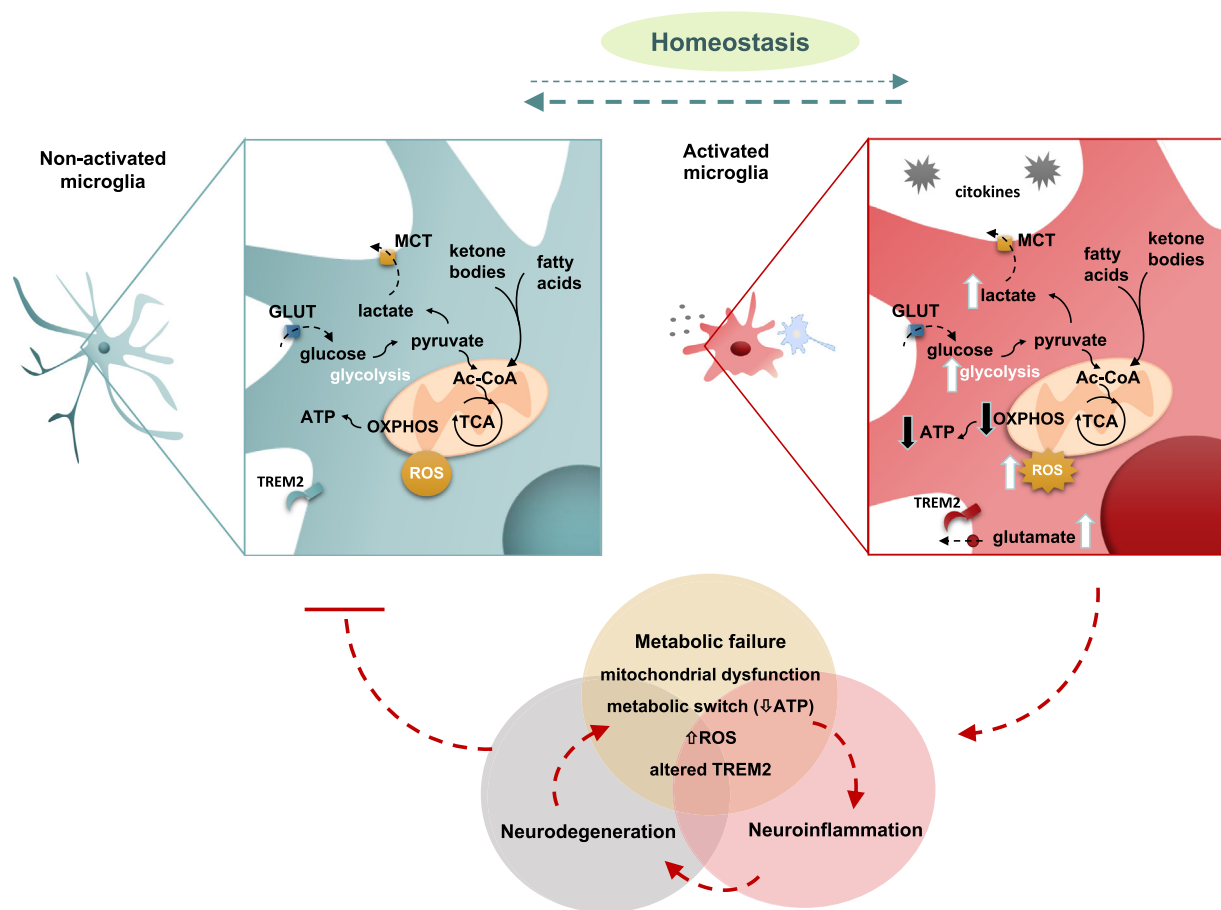 Homeostasis
Non-activated
microglia
MCT
ketone
bodies
fatty
acids
lactate
GLUT
glucose
pyruvate
glycolysis
Ac-CoA
ATP
OXPHOS
TCA
ROS
TREM2
Activated
microglia
citokines
MCT
ketone
bodies
fatty
acids
lactate
GLUT
glucose
pyruvate
glycolysis
Ac-CoA
ATP
OXPHOS
TCA
ROS
TREM2
glutamate
Metabolic failure
mitochondrial dysfunction
metabolic switch (⇩ATP)
⇧ROS
altered TREM2
Neurodegeneration
Neuroinflammation